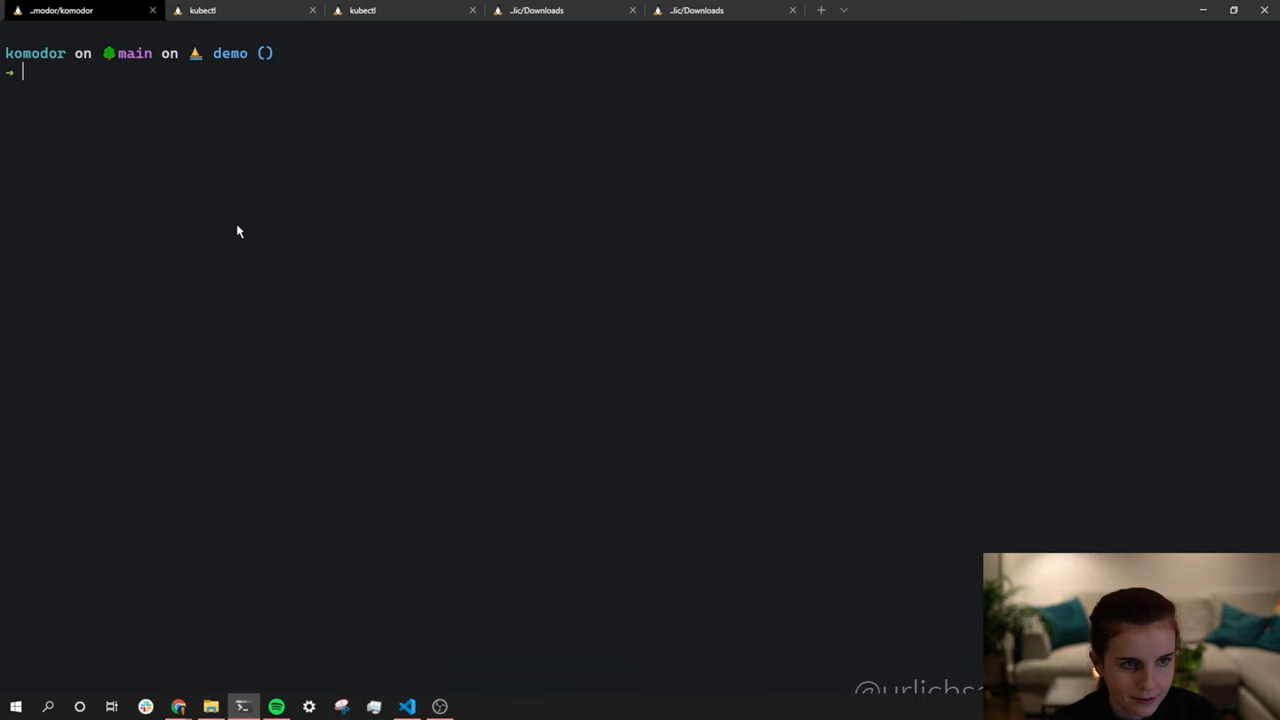 ..modor/komodor
kubectl
kubectl
..lic/Downloads
..lic/Downloads
komodor on main on demo ()
→